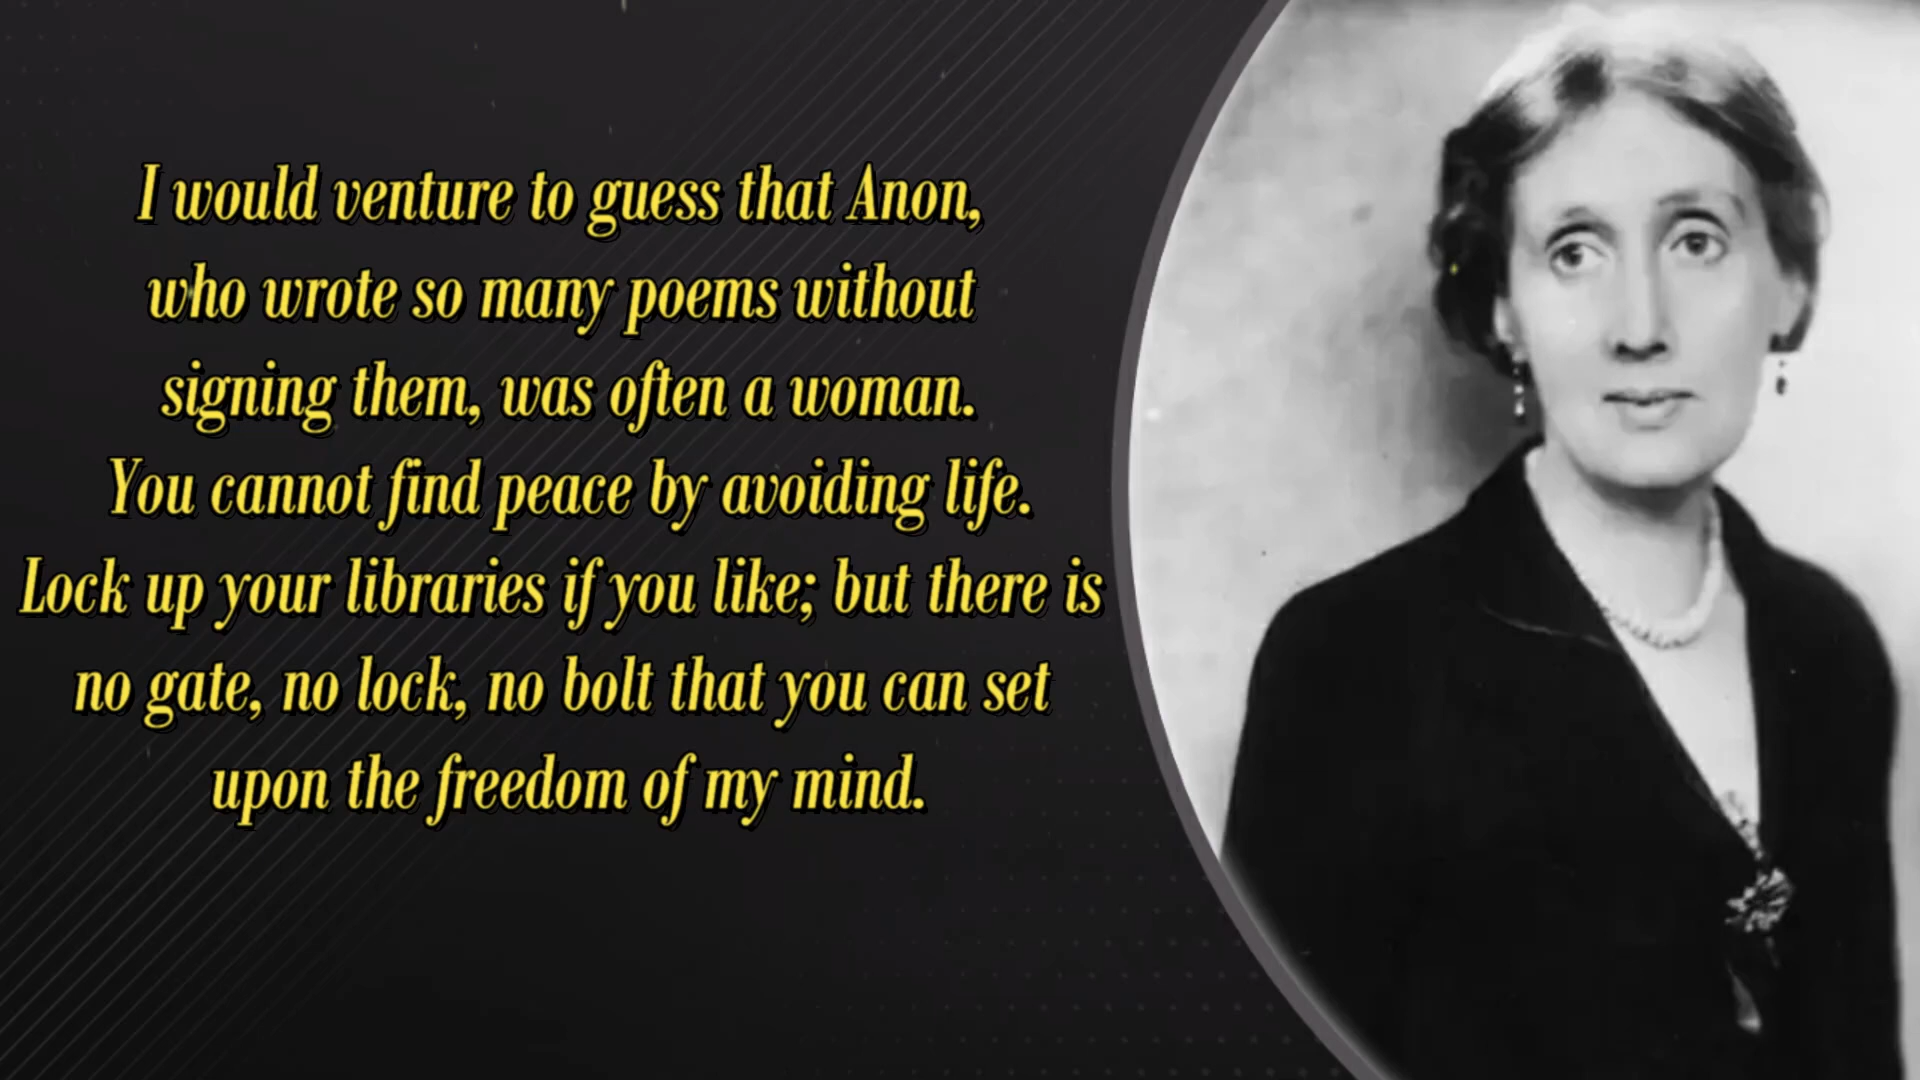 I would venture to guess that Anon,
who wrote so many poems without
signing them, was often a woman.
You cannot find peace by avoiding life.
Lock up your libraries if you like; but there is
no gate, no lock, no bolt that you can set
upon the freedom of my mind.